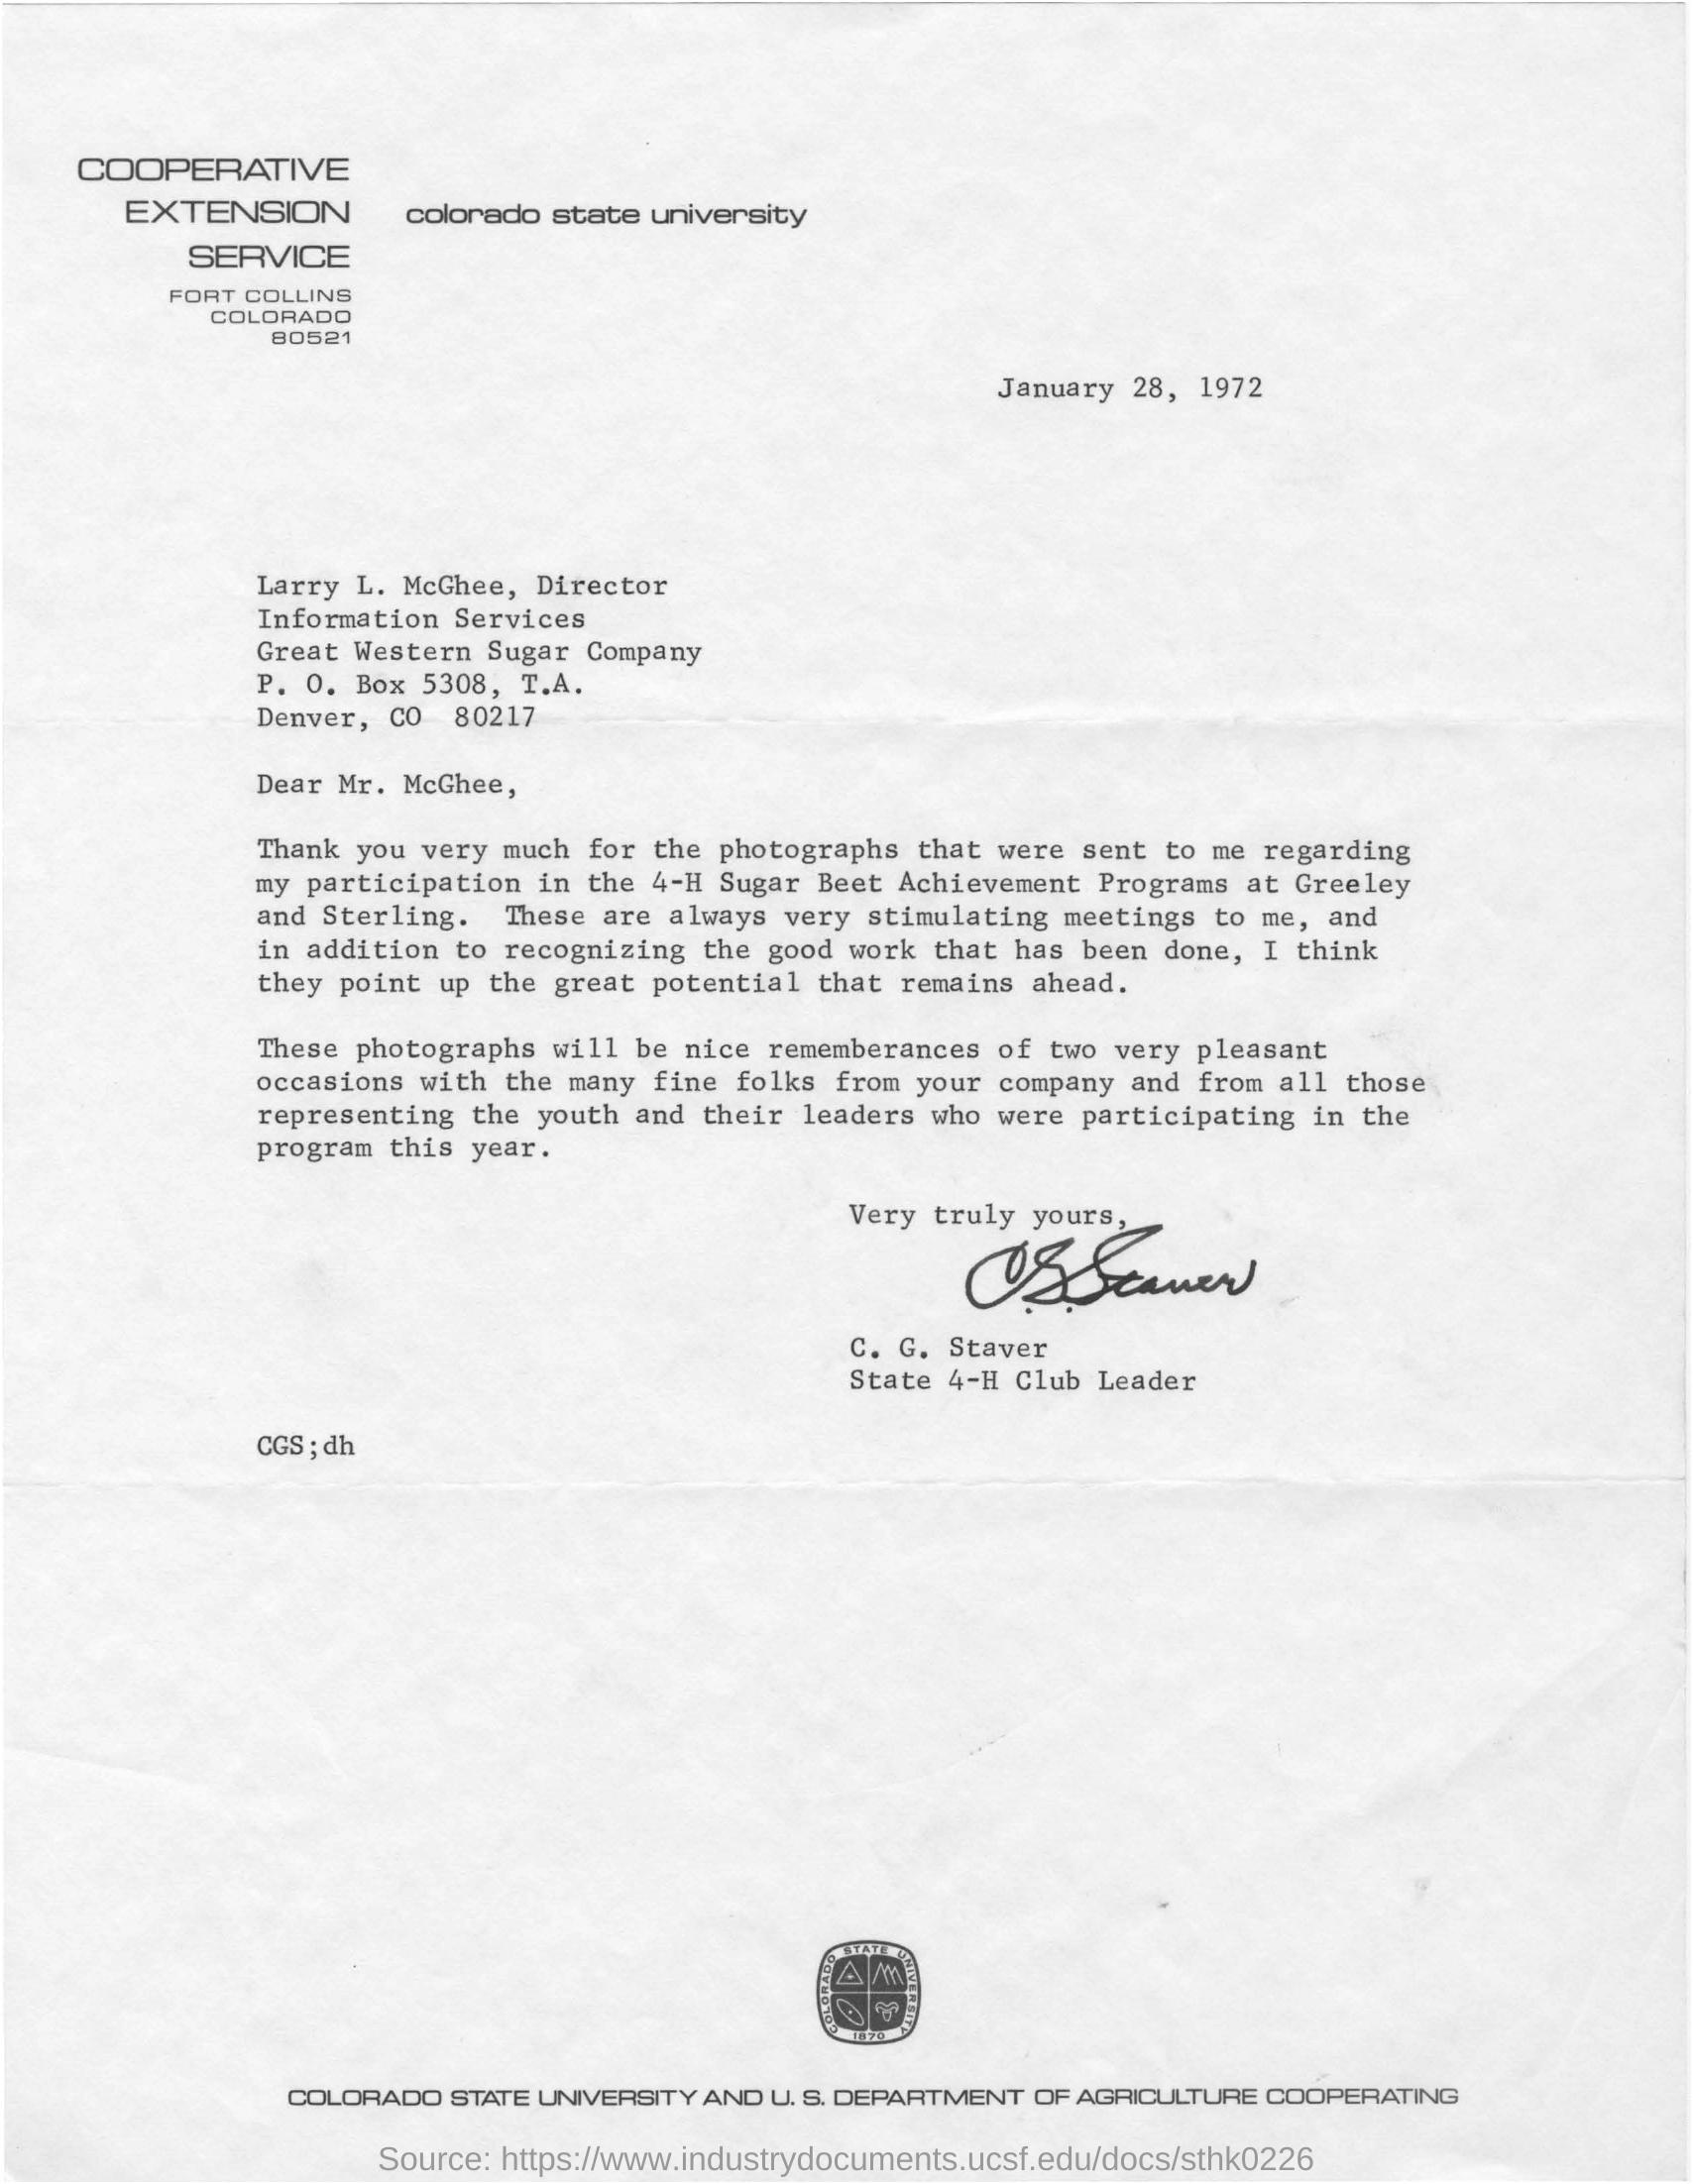 COOPERATIVE
EXTENSION colorado state university
SERVICE
FORT COLLINS
COLORADO
80521
January 28, 1972
Larry L. McGhee, Director
Information Services
Great Western Sugar Company
P. O. Box 5308, T.A.
Denver, CO 80217
Dear Mr. McGhee,
Thank you very much for the photographs that were sent to me regarding
my participation in the 4-H Sugar Beet Achievement Programs at Greeley
and Sterling. These are always very stimulating meetings to me, and
in addition to recognizing the good work that has been done, I think
they point up the great potential that remains ahead.
These photographs will be nice rememberances of two very pleasant
occasions with the many fine folks from your company and from all those
representing the youth and their leaders who were participating in the
program this year.
Very truly yours,
C. G. Staver
C. G. Staver
State 4-H Club Leader
CGS;dh
COLORADO STATE UNIVERSITY
1870
COLORADO STATE UNIVERSITY AND U. S. DEPARTMENT OF AGRICULTURE COOPERATING
Source: https://www.industrydocuments.ucsf.edu/docs/sthk0226